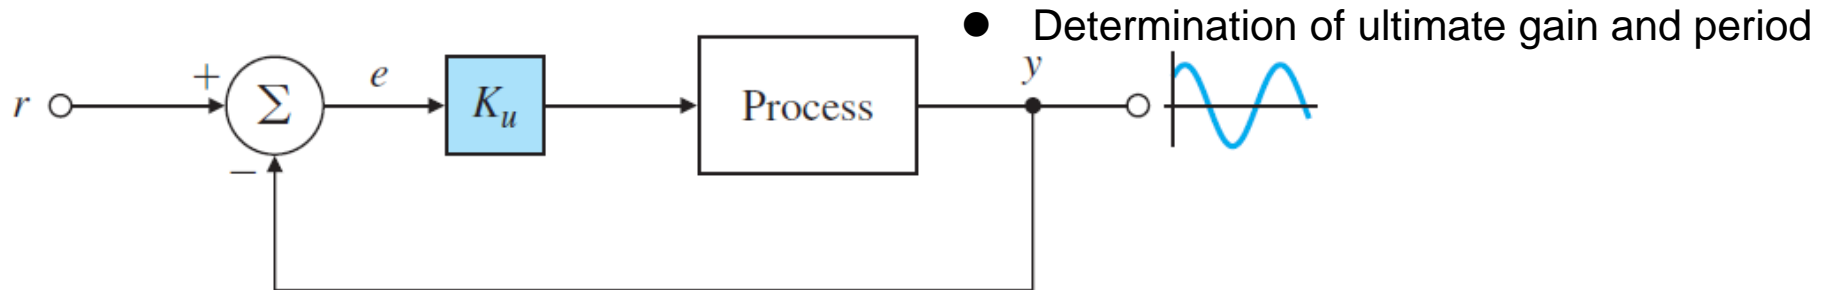 ● Determination of ultimate gain and period
r + Σ e K_u Process y
−